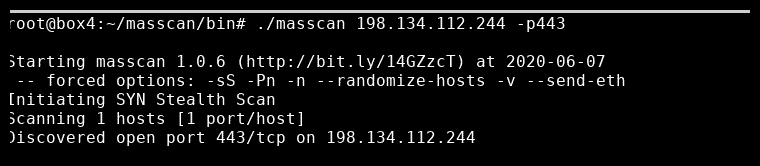 root@box4:~/masscan/bin# ./masscan 198.134.112.244 -p443
Starting masscan 1.0.6 (http://bit.ly/14GZzcT) at 2020-06-07
-- forced options: -sS -Pn -n --randomize-hosts -v --send-eth
Initiating SYN Stealth Scan
Scanning 1 hosts [1 port/host]
Discovered open port 443/tcp on 198.134.112.244